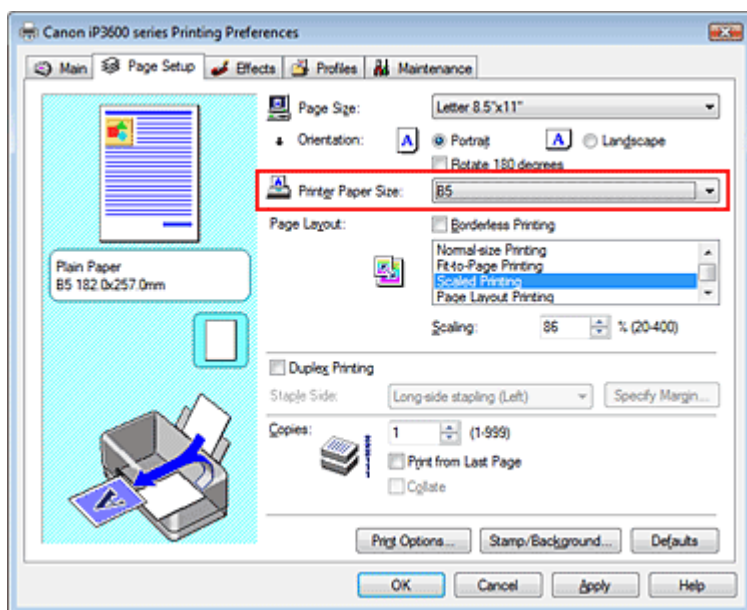 Canon iP3600 series Printing Preferences
Main Page Setup Effects Profiles Maintenance
Page Size: Letter 8.5"x11"
Orientation: A Portrait A Landscape
Rotate 180 degrees
Printer Paper Size: B5
Page Layout: Borderless Printing
Normal-size Printing
Fit-to-Page Printing
Scaled Printing
Page Layout Printing
Plain Paper
B5 182.0x257.0mm
Scaling: 86 % (20-400)
Duplex Printing
Staple Side: Long-side stapling (Left) Specify Margin...
Copies: 1 (1-999)
Print from Last Page
Collate
A
Print Options... Stamp/Background... Defaults
OK Cancel Apply Help